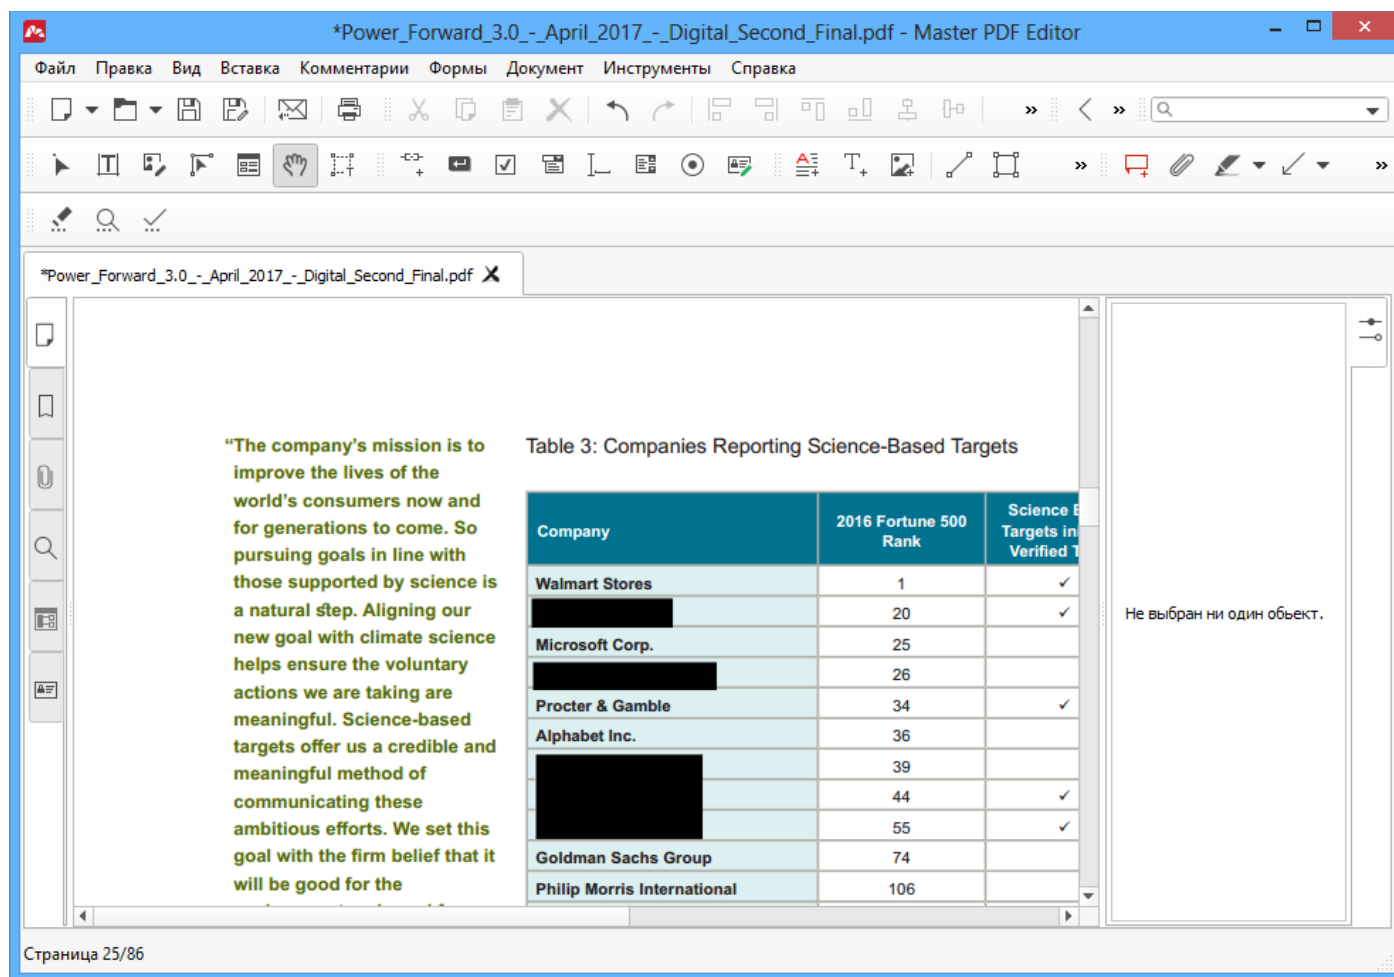 *Power_Forward_3.0_-_April_2017_-_Digital_Second_Final.pdf - Master PDF Editor
Файл Правка Вид Вставка Комментарии Формы Документ Инструменты Справка
*Power_Forward_3.0_-_April_2017_-_Digital_Second_Final.pdf
“The company’s mission is to
improve the lives of the
world’s consumers now and
for generations to come. So
pursuing goals in line with
those supported by science is
a natural step. Aligning our
new goal with climate science
helps ensure the voluntary
actions we are taking are
meaningful. Science-based
targets offer us a credible and
meaningful method of
communicating these
ambitious efforts. We set this
goal with the firm belief that it
will be good for the
Table 3: Companies Reporting Science-Based Targets
Company
2016 Fortune 500
Rank
Science
Targets
Verified
Walmart Stores 1 ✓
20 ✓
Microsoft Corp. 25
26
Procter & Gamble 34 ✓
Alphabet Inc. 36
39
44 ✓
55 ✓
Goldman Sachs Group 74
Philip Morris International 106
Не выбран ни один обьект.
Страница 25/86